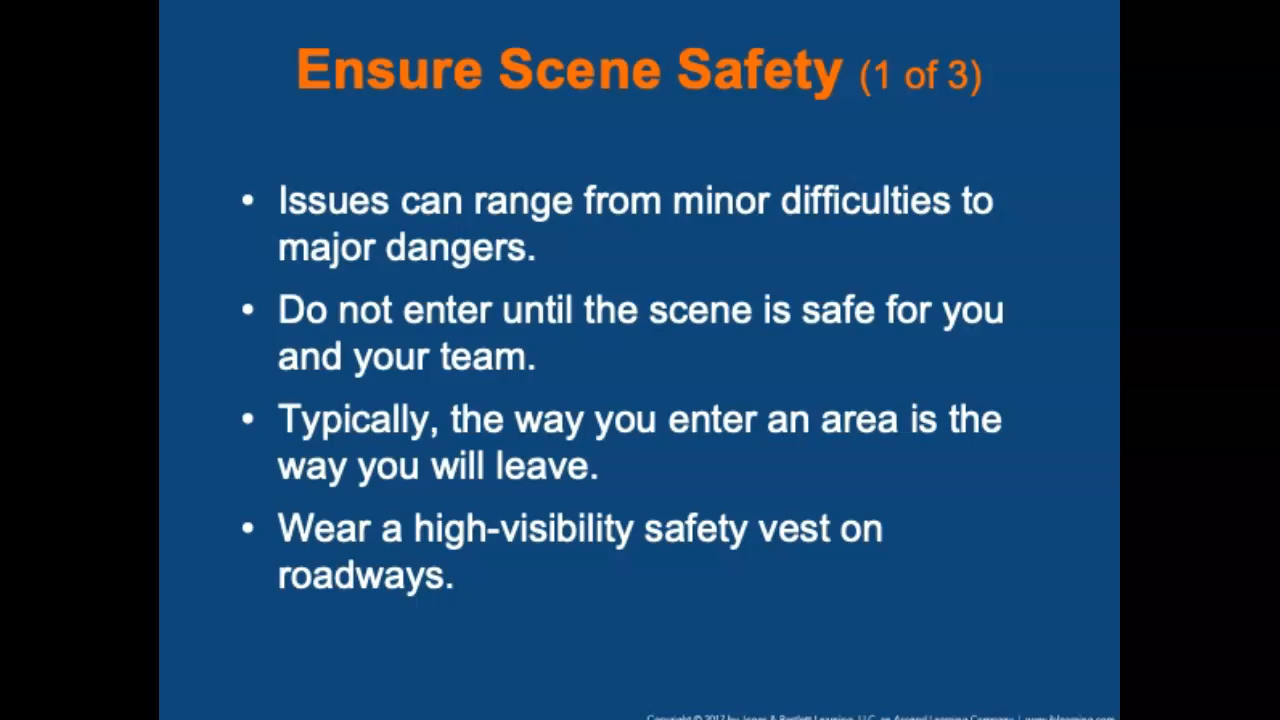 Ensure Scene Safety (1 of 3)
• Issues can range from minor difficulties to
major dangers.
• Do not enter until the scene is safe for you
and your team.
• Typically, the way you enter an area is the
way you will leave.
• Wear a high-visibility safety vest on
roadways.